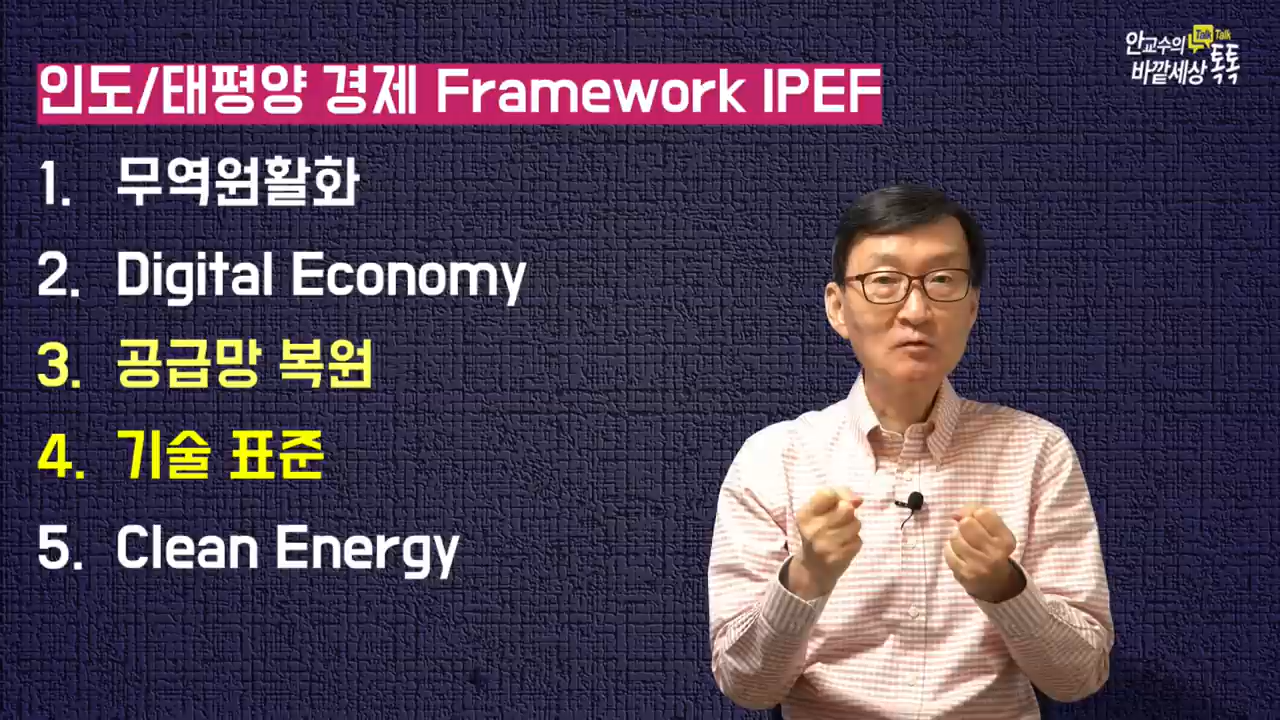 안교수의 Talk Talk
바깥세상 톡톡
인도/태평양 경제 Framework IPEF
1. 무역원활화
2. Digital Economy
3. 공급망 복원
4. 기술 표준
5. Clean Energy